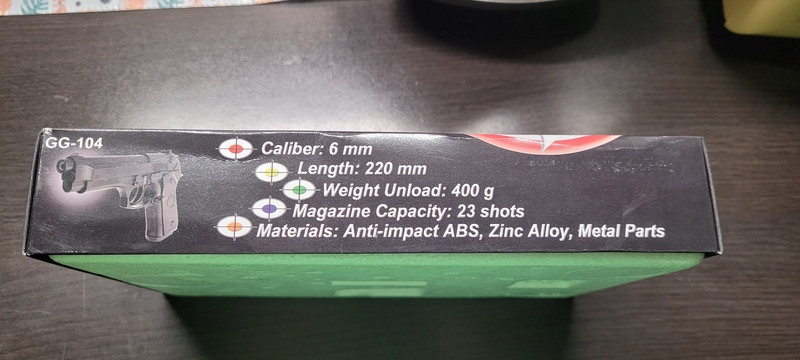 GG-104
Caliber: 6 mm
Length: 220 mm
Weight Unload: 400 g
Magazine Capacity: 23 shots
Materials: Anti-impact ABS, Zinc Alloy, Metal Parts